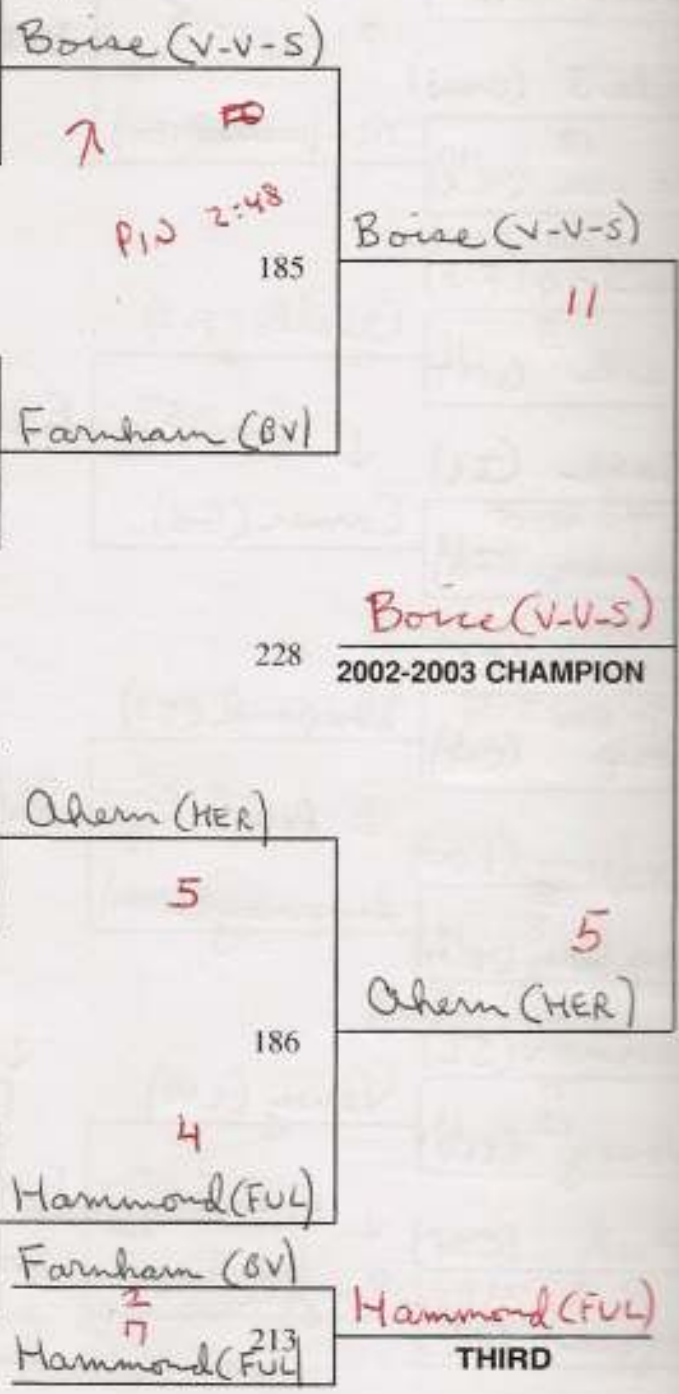 Boise (V-V-S)
PIN 2:48
185
Boise (V-V-S)
11
Farnham (BV)
Boise (V-V-S)
228
2002-2003 CHAMPION
Ahern (HER)
5
5
Ahern (HER)
186
4
Hammond (FUL)
Farnham (BV)
2
Hammond (FUL)
7
213
THIRD
Hammond (FUL)